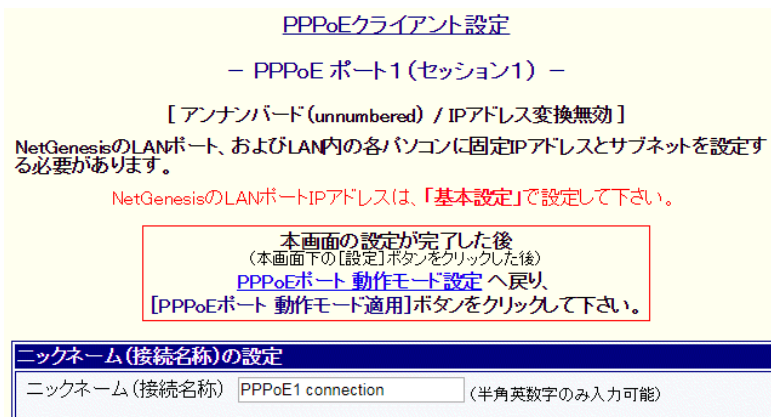 PPPoEクライアント設定
－ PPPoE ポート1(セッション1) －
[ アンナンバード(unnumbered) / IPアドレス変換無効 ]
NetGenesisのLANポート、およびLAN内の各パソコンに固定IPアドレスとサブネットを設定す
る必要があります。
NetGenesisのLANポートIPアドレスは、「基本設定」で設定して下さい。
本画面の設定が完了した後
(本画面下の[設定]ボタンをクリックした後)
PPPoEポート 動作モード設定 へ戻り、
[PPPoEポート 動作モード適用]ボタンをクリックして下さい。
ニックネーム(接続名称)の設定
ニックネーム(接続名称) PPPoE1 connection (半角英数字のみ入力可能)